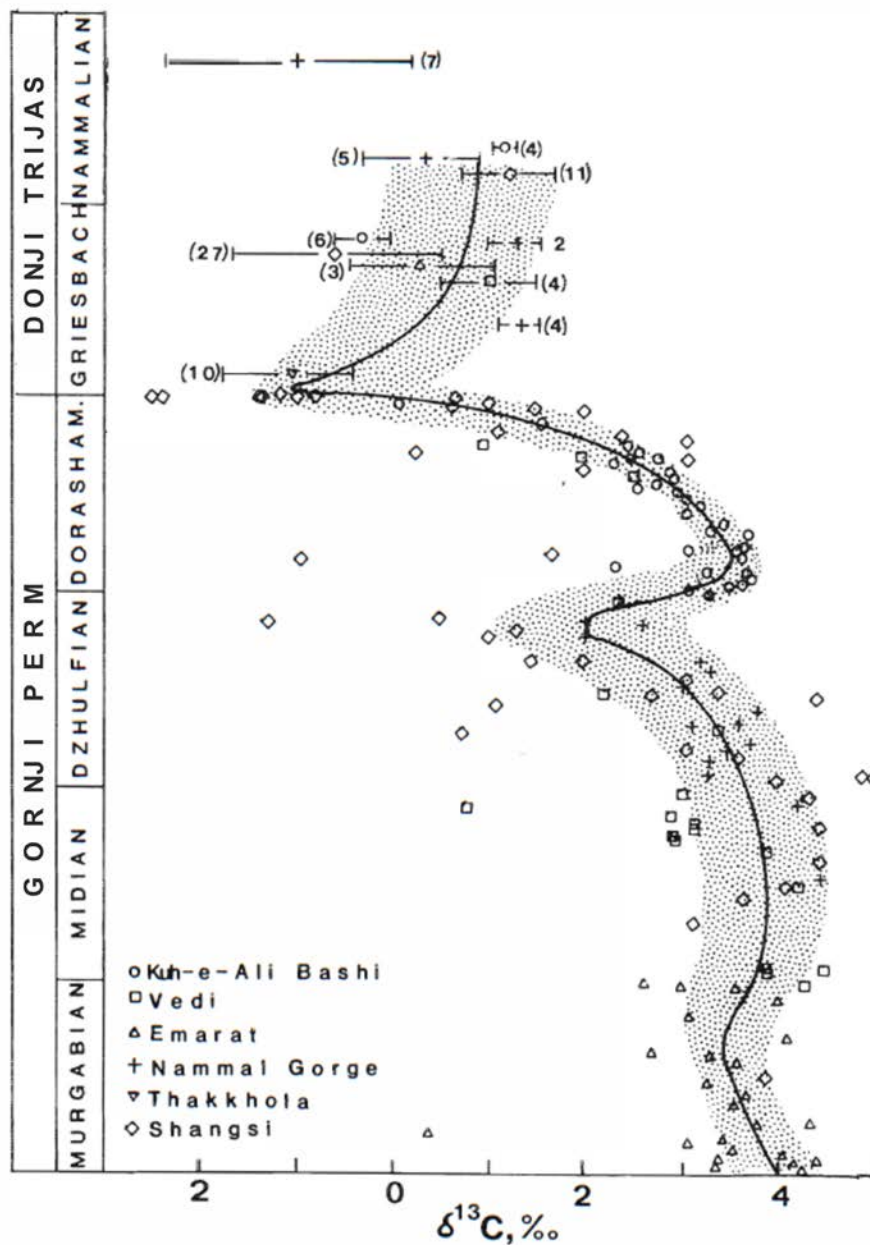 DONJI TRIJAS
GORNJI PERM
NAMMALIAN
GRIESBACH
DORASHAM.
DZHULFIAN
MIDIAN
MURGABIAN
(7)
(5)
(4)
(11)
(6)
2
(27)
(3)
(4)
(4)
(10)
Kuh-e-Ali Bashi
Vedi
Emarat
Nammal Gorge
Thakkhola
Shangsi
2 0 2 4
δ¹³C,‰